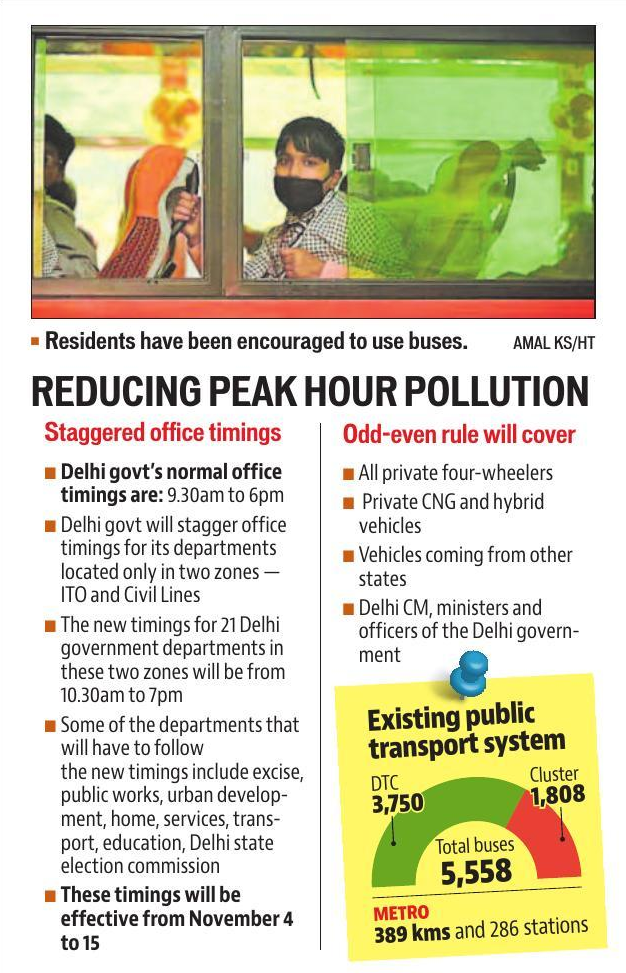 Residents have been encouraged to use buses.
AMAL KS/HT
REDUCING PEAK HOUR POLLUTION
Staggered office timings
Delhi govt's normal office
timings are: 9.30am to 6pm
Delhi govt will stagger office
timings for its departments
located only in two zones —
ITO and Civil Lines
The new timings for 21 Delhi
government departments in
these two zones will be from
10.30am to 7pm
Some of the departments that
will have to follow
the new timings include excise,
public works, urban develop-
ment, home, services, trans-
port, education, Delhi state
election commission
These timings will be
effective from November 4
to 15
Odd-even rule will cover
All private four-wheelers
Private CNG and hybrid
vehicles
Vehicles coming from other
states
Delhi CM, ministers and
officers of the Delhi govern-
ment
Existing public
transport system
DTC
3,750
Cluster
1,808
Total buses
5,558
METRO
389 kms and 286 stations